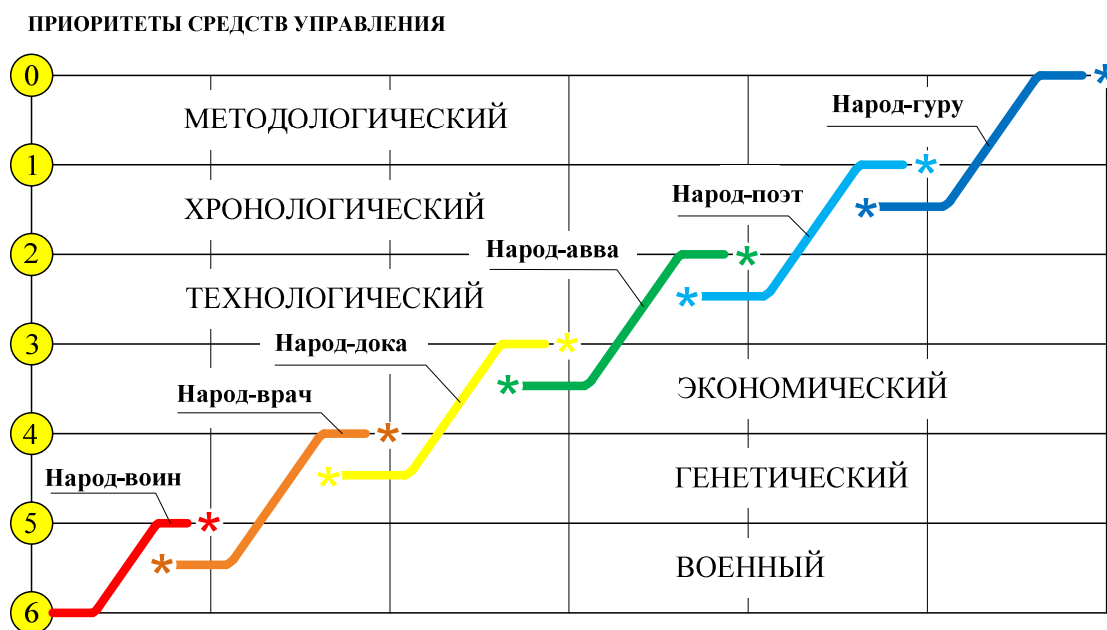 ПРИОРИТЕТЫ СРЕДСТВ УПРАВЛЕНИЯ
0
МЕТОДОЛОГИЧЕСКИЙ
Народ-гуру
1
Народ-поэт
ХРОНОЛОГИЧЕСКИЙ
Народ-авва
2
ТЕХНОЛОГИЧЕСКИЙ
3
Народ-дока
ЭКОНОМИЧЕСКИЙ
Народ-врач
4
Народ-воин
ГЕНЕТИЧЕСКИЙ
5
ВОЕННЫЙ
6